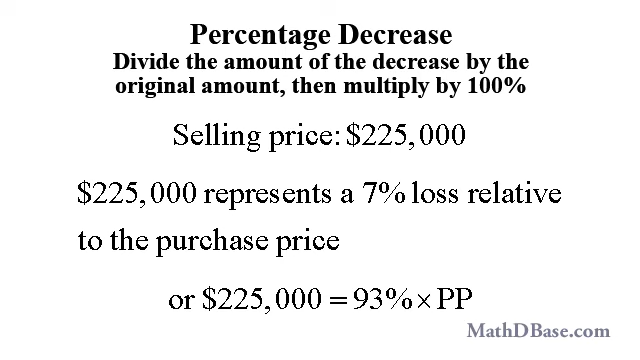 Percentage Decrease
Divide the amount of the decrease by the
original amount, then multiply by 100%
Selling price: $225,000
$225,000 represents a 7% loss relative
to the purchase price
or $225,000 = 93% × PP
MathDBase.com